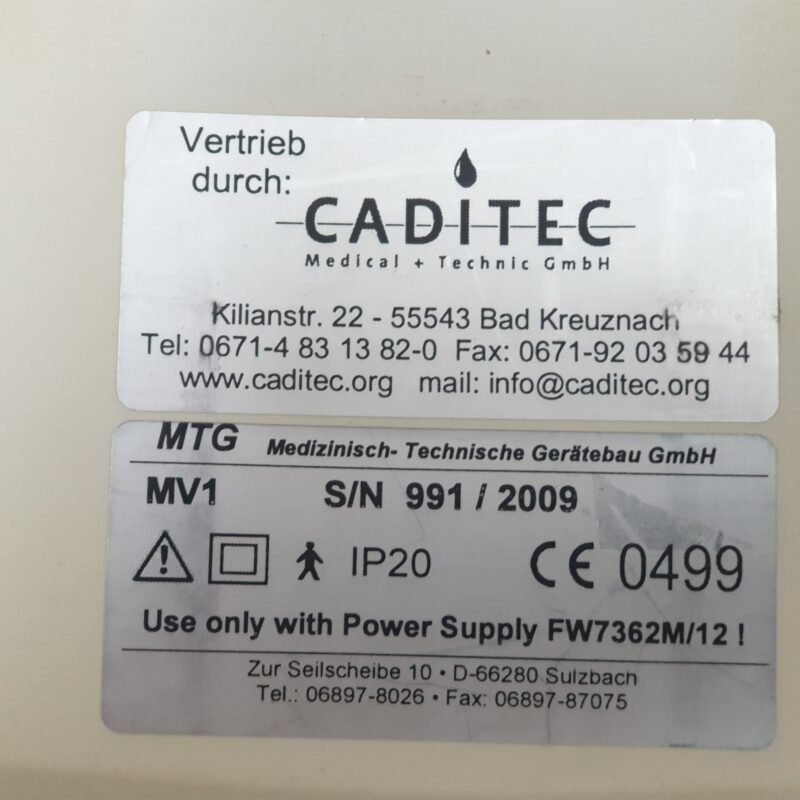 Vertrieb
durch:
CADITEC
Medical + Technic GmbH
Kilianstr. 22 - 55543 Bad Kreuznach
Tel: 0671-4 83 13 82-0 Fax: 0671-92 03 59 44
www.caditec.org mail: info@caditec.org
MTG Medizinisch- Technische Gerätebau GmbH
MV1 S/N 991 / 2009
IP20 CE 0499
Use only with Power Supply FW7362M/12 !
Zur Seilscheibe 10 • D-66280 Sulzbach
Tel.: 06897-8026 • Fax: 06897-87075